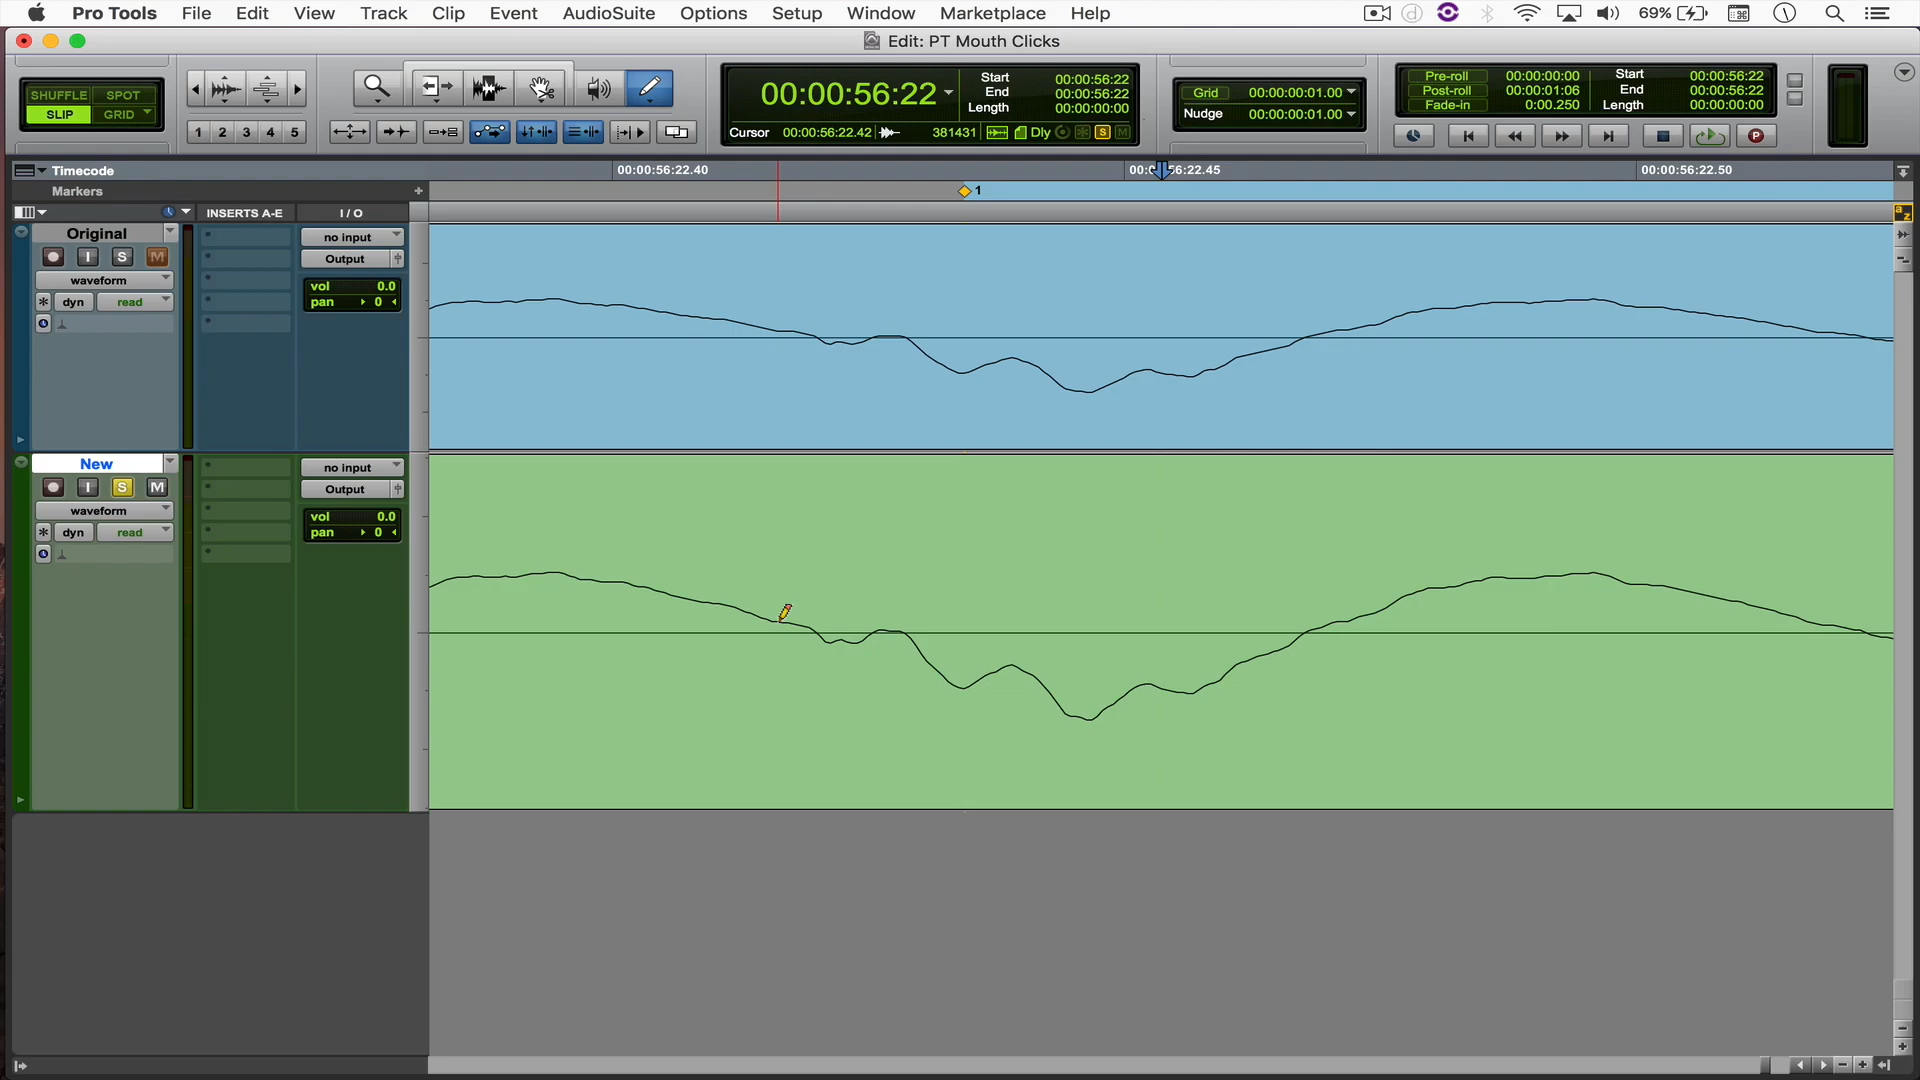 Pro Tools File Edit View Track Clip Event AudioSuite Options Setup Window Marketplace Help 69%
Edit: PT Mouth Clicks
SHUFFLE SPOT
SLIP GRID
1 2 3 4 5
00:00:56:22
Start 00:00:56:22
End 00:00:56:22
Length 00:00:00:00
Cursor 00:00:56:22.42 381431 Dly S M
Grid 00:00:00:01.00
Nudge 00:00:00:01.00
Pre-roll 00:00:00:00 Start 00:00:56:22
Post-roll 00:00:01:06 End 00:00:56:22
Fade-in 0:00.250 Length 00:00:00:00
P
Timecode 00:00:56:22.40 00:00:56:22.45 00:00:56:22.50
Markers + 1
INSERTS A-E I / O
a z
Original no input
I S M Output
waveform vol 0.0
dyn read pan 0
New no input
I S M Output
waveform vol 0.0
dyn read pan 0